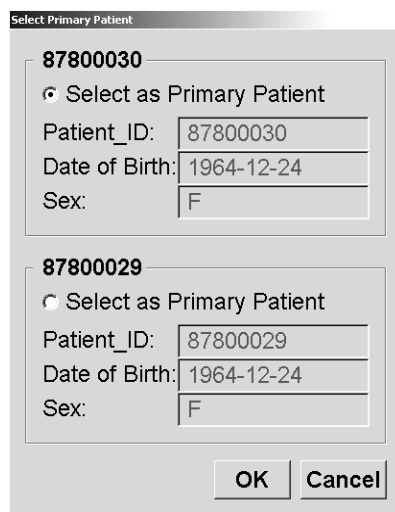 Select Primary Patient
87800030
Select as Primary Patient
Patient_ID: 87800030
Date of Birth: 1964-12-24
Sex: F
87800029
Select as Primary Patient
Patient_ID: 87800029
Date of Birth: 1964-12-24
Sex: F
OK Cancel